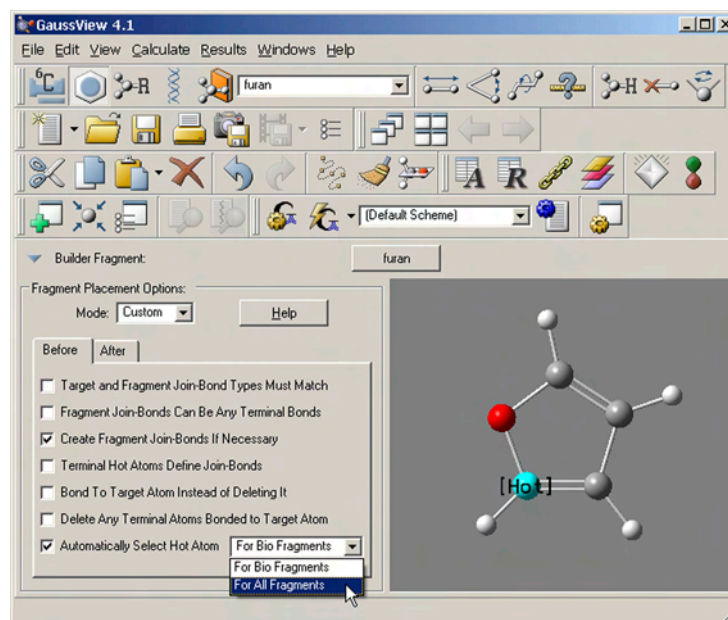 GaussView 4.1
File Edit View Calculate Results Windows Help
6C R furan H
A R
(Default Scheme)
Builder Fragment: furan
Fragment Placement Options:
Mode: Custom Help
Before After
Target and Fragment Join-Bond Types Must Match
Fragment Join-Bonds Can Be Any Terminal Bonds
Create Fragment Join-Bonds If Necessary
Terminal Hot Atoms Define Join-Bonds
Bond To Target Atom Instead of Deleting It
Delete Any Terminal Atoms Bonded to Target Atom
Automatically Select Hot Atom For Bio Fragments
For Bio Fragments
For All Fragments
[Hot]